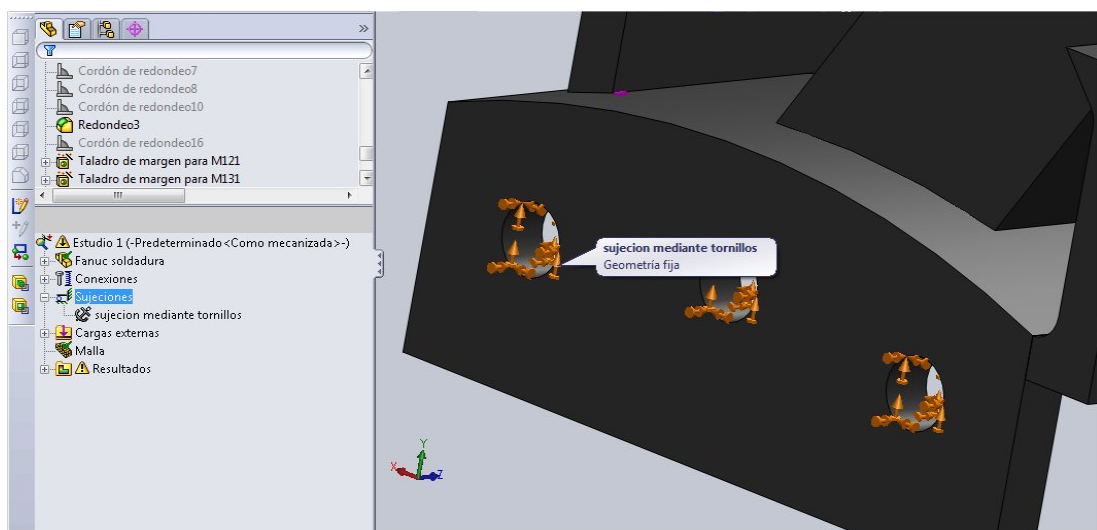 Cordón de redondeo7
Cordón de redondeo8
Cordón de redondeo10
Redondeo3
Cordón de redondeo16
Taladro de margen para M121
Taladro de margen para M131
Estudio 1 (-Predeterminado<Como mecanizada>-)
Fanuc soldadura
Conexiones
Sujeciones
sujecion mediante tornillos
Cargas externas
Malla
Resultados
sujecion mediante tornillos
Geometría fija
Y
X
Z